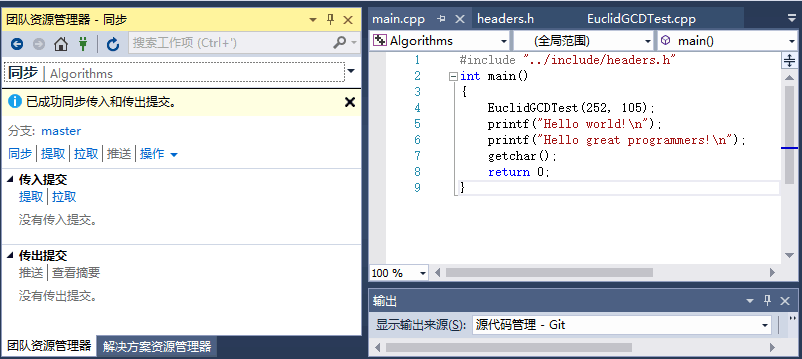 团队资源管理器 - 同步
搜索工作项 (Ctrl+')
同步 | Algorithms
已成功同步传入和传出提交。
分支: master
同步 | 提取 | 拉取 | 推送 | 操作
传入提交
提取 | 拉取
没有传入提交。
传出提交
推送 | 查看摘要
没有传出提交。
团队资源管理器 解决方案资源管理器
main.cpp headers.h EuclidGCDTest.cpp
Algorithms (全局范围) main()
1 #include "../include/headers.h"
2 int main()
3 {
4 EuclidGCDTest(252, 105);
5 printf("Hello world!\n");
6 printf("Hello great programmers!\n");
7 getchar();
8 return 0;
9 }
100 %
输出
显示输出来源(S): 源代码管理 - Git